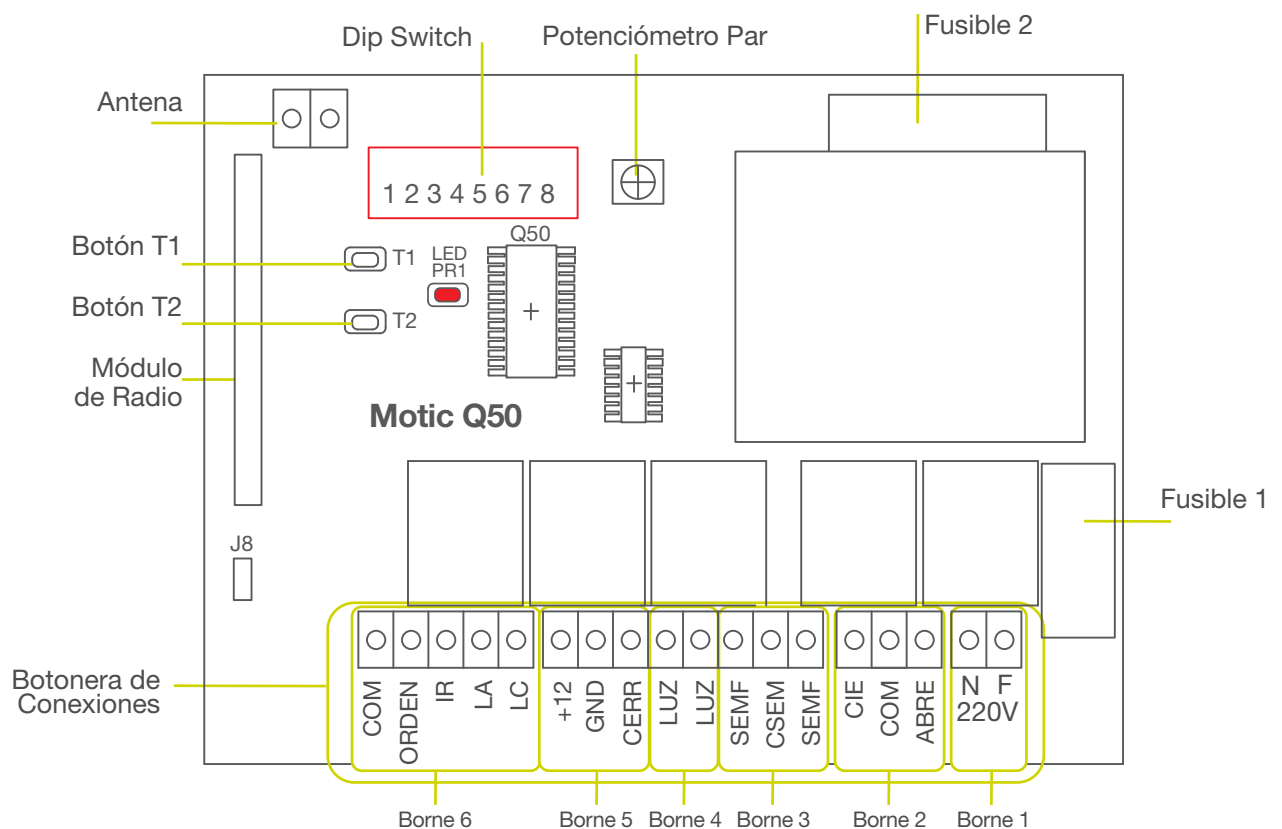 Fusible 2
Dip Switch
Potenciómetro Par
Antena
1 2 3 4 5 6 7 8
Q50
Botón T1
T1
LED
PR1
Botón T2
T2
Módulo
de Radio
Motic Q50
Fusible 1
J8
Botonera de
Conexiones
COM
ORDEN
IR
LA
LC
+12
GND
CERR
LUZ
LUZ
SEMF
CSEM
SEMF
CIE
COM
ABRE
N F
220V
Borne 6
Borne 5
Borne 4
Borne 3
Borne 2
Borne 1